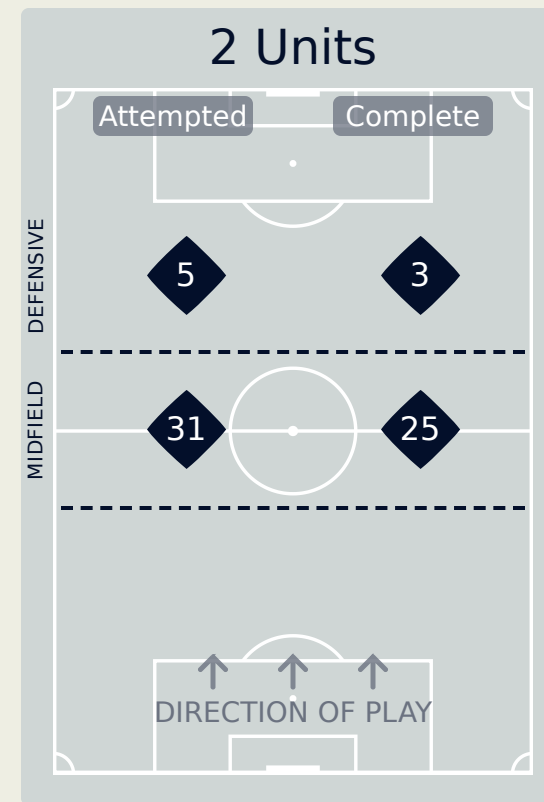 2 Units
Attempted Complete
DEFENSIVE
5 3
MIDFIELD
31 25
DIRECTION OF PLAY